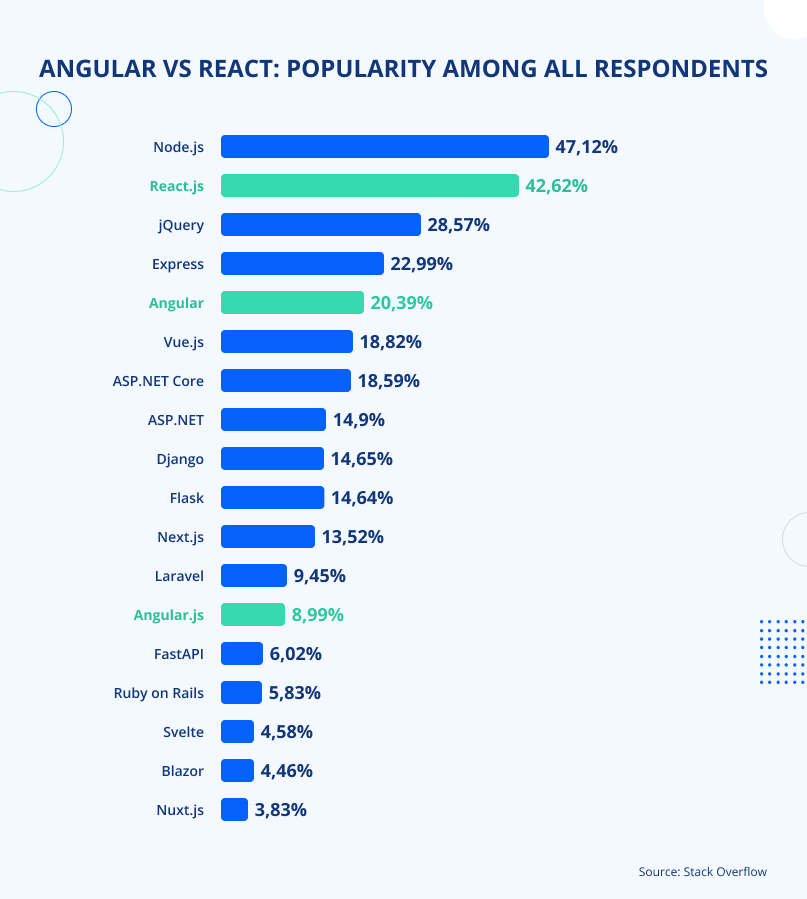 ANGULAR VS REACT: POPULARITY AMONG ALL RESPONDENTS
Node.js 47,12%
React.js 42,62%
jQuery 28,57%
Express 22,99%
Angular 20,39%
Vue.js 18,82%
ASP.NET Core 18,59%
ASP.NET 14,9%
Django 14,65%
Flask 14,64%
Next.js 13,52%
Laravel 9,45%
Angular.js 8,99%
FastAPI 6,02%
Ruby on Rails 5,83%
Svelte 4,58%
Blazor 4,46%
Nuxt.js 3,83%
Source: Stack Overflow